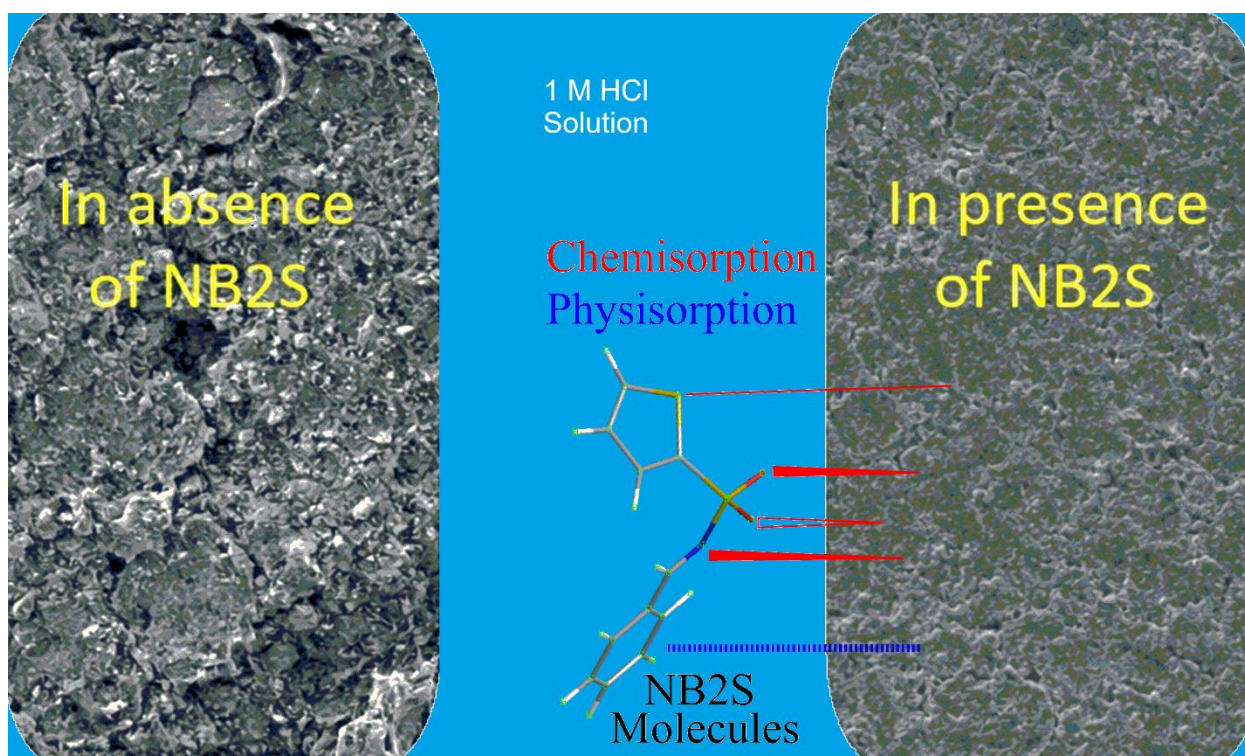 1 M HCl
Solution
In absence
of NB2S
In presence
of NB2S
Chemisorption
Physisorption
NB2S
Molecules